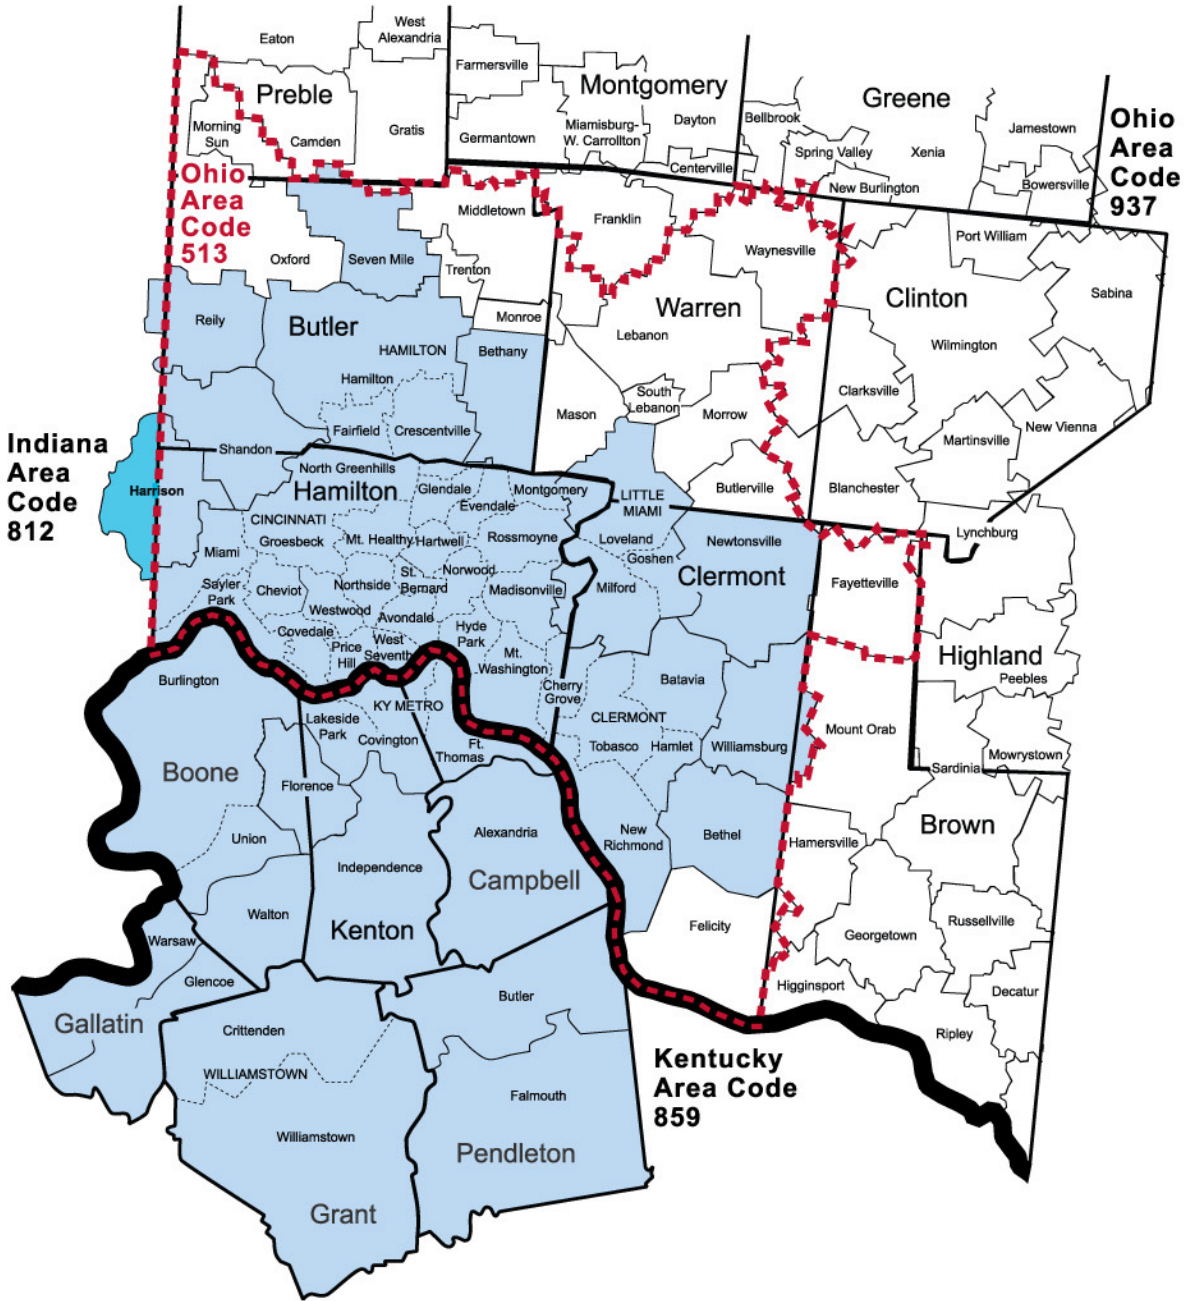 Eaton
West
Alexandria
Farmersville
Montgomery
Greene
Preble
Morning
Sun
Camden
Gratis
Germantown
Miamisburg-
W. Carrollton
Dayton
Bellbrook
Centerville
Spring Valley
Xenia
Jamestown
Bowersville
New Burlington
Ohio
Area
Code
937
Ohio
Area
Code
513
Oxford
Seven Mile
Middletown
Trenton
Franklin
Waynesville
Port William
Sabina
Clinton
Wilmington
Warren
Lebanon
Monroe
Reily
Butler
HAMILTON
Bethany
Hamilton
Fairfield
Crescentville
Mason
South
Lebanon
Morrow
Clarksville
Martinsville
New Vienna
Butlerville
Blanchester
Lynchburg
Indiana
Area
Code
812
Harrison
Shandon
North Greenhills
Hamilton
Glendale
Montgomery
Evendale
LITTLE
MIAMI
CINCINNATI
Groesbeck
Mt. Healthy
Hartwell
Rossmoyne
Loveland
Goshen
Newtonsville
Clermont
Miami
Sayler
Park
Cheviot
Northside
St.
Bernard
Norwood
Madisonville
Milford
Fayetteville
Westwood
Avondale
Covedale
Price
Hill
West
Seventh
Hyde
Park
Mt.
Washington
Highland
Peebles
Burlington
Cherry
Grove
Batavia
CLERMONT
Lakeside
Park
KY METRO
Covington
Ft.
Thomas
Tobasco
Hamlet
Williamsburg
Mount Orab
Mowrystown
Sardinia
Boone
Florence
Union
Alexandria
New
Richmond
Bethel
Hamersville
Brown
Independence
Campbell
Walton
Kenton
Felicity
Georgetown
Russellville
Warsaw
Glencoe
Higginsport
Decatur
Gallatin
Butler
Crittenden
Ripley
WILLIAMSTOWN
Kentucky
Area Code
859
Falmouth
Williamstown
Pendleton
Grant